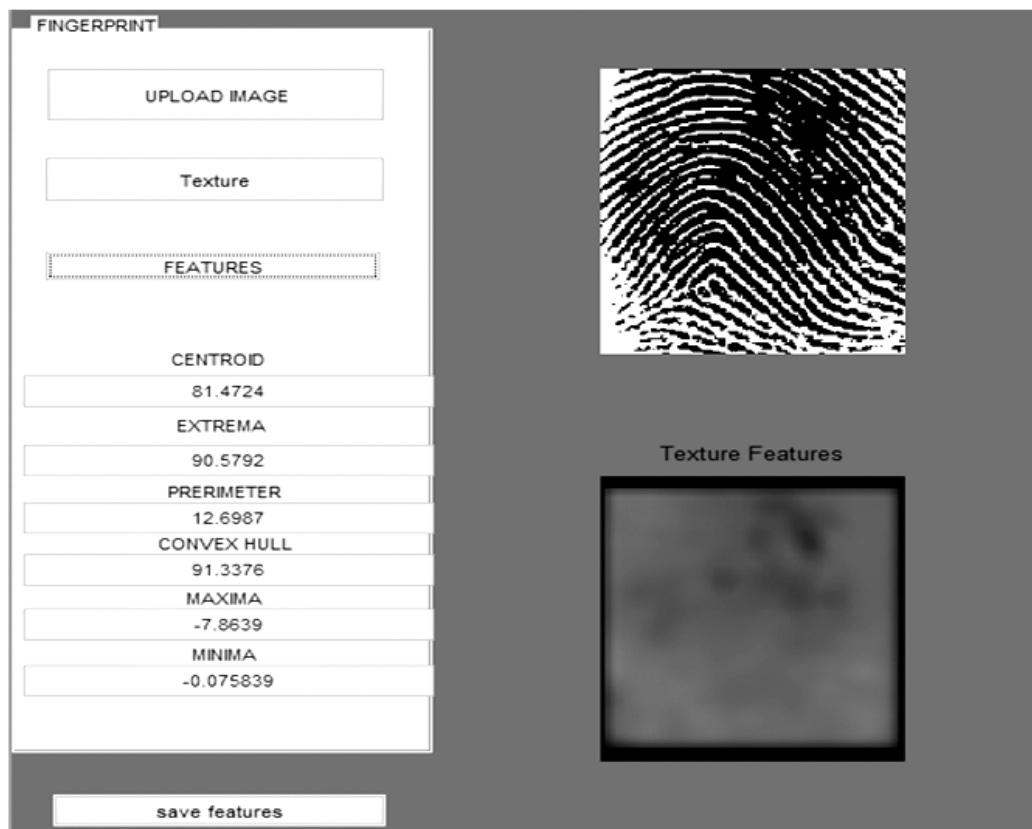 FINGERPRINT
UPLOAD IMAGE
Texture
FEATURES
CENTROID
81.4724
EXTREMA
90.5792
PRERIMETER
12.6987
CONVEX HULL
91.3376
MAXIMA
-7.8639
MINIMA
-0.075839
save features
Texture Features